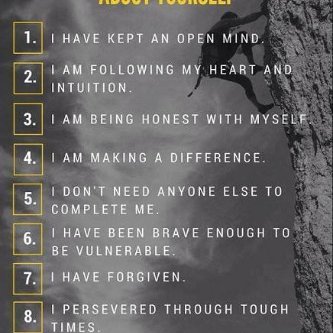 ABOUT YOURSELF
1. I HAVE KEPT AN OPEN MIND.
2. I AM FOLLOWING MY HEART AND
INTUITION.
3. I AM BEING HONEST WITH MYSELF.
4. I AM MAKING A DIFFERENCE.
5. I DON'T NEED ANYONE ELSE TO
COMPLETE ME.
6. I HAVE BEEN BRAVE ENOUGH TO
BE VULNERABLE.
7. I HAVE FORGIVEN.
8. I PERSEVERED THROUGH TOUGH
TIMES.